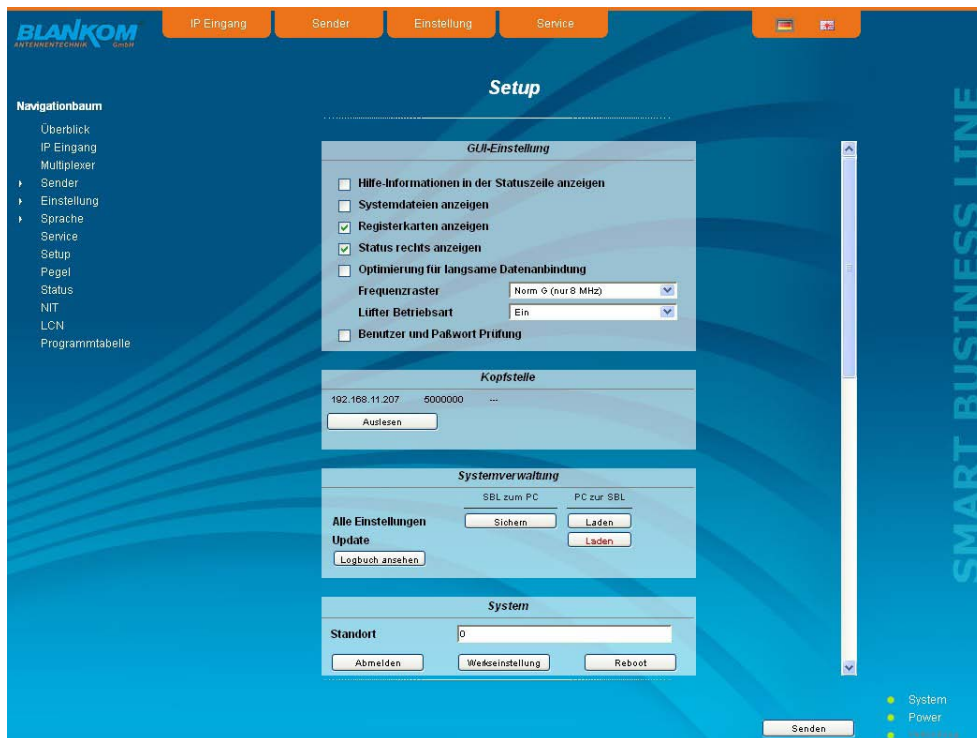 BLANKOM
ANTENNENTECHNIK GmbH
IP Eingang
Sender
Einstellung
Service
Setup
Navigationbaum
Überblick
IP Eingang
Multiplexer
Sender
Einstellung
Sprache
Service
Setup
Pegel
Status
NIT
LCN
Programmtabelle
GUI-Einstellung
Hilfe-Informationen in der Statuszeile anzeigen
Systemdateien anzeigen
Registerkarten anzeigen
Status rechts anzeigen
Optimierung für langsame Datenanbindung
Frequenzraster Norm G (nur 8 MHz)
Lüfter Betriebsart Ein
Benutzer und Paßwort Prüfung
Kopfstelle
192.168.11.207 5000000 ---
Auslesen
Systemverwaltung
SBL zum PC PC zur SBL
Alle Einstellungen Sichern Laden
Update Laden
Logbuch ansehen
System
Standort 0
Abmelden Werkseinstellung Reboot
SMART BUSINESS LINE
System
Power
Senden